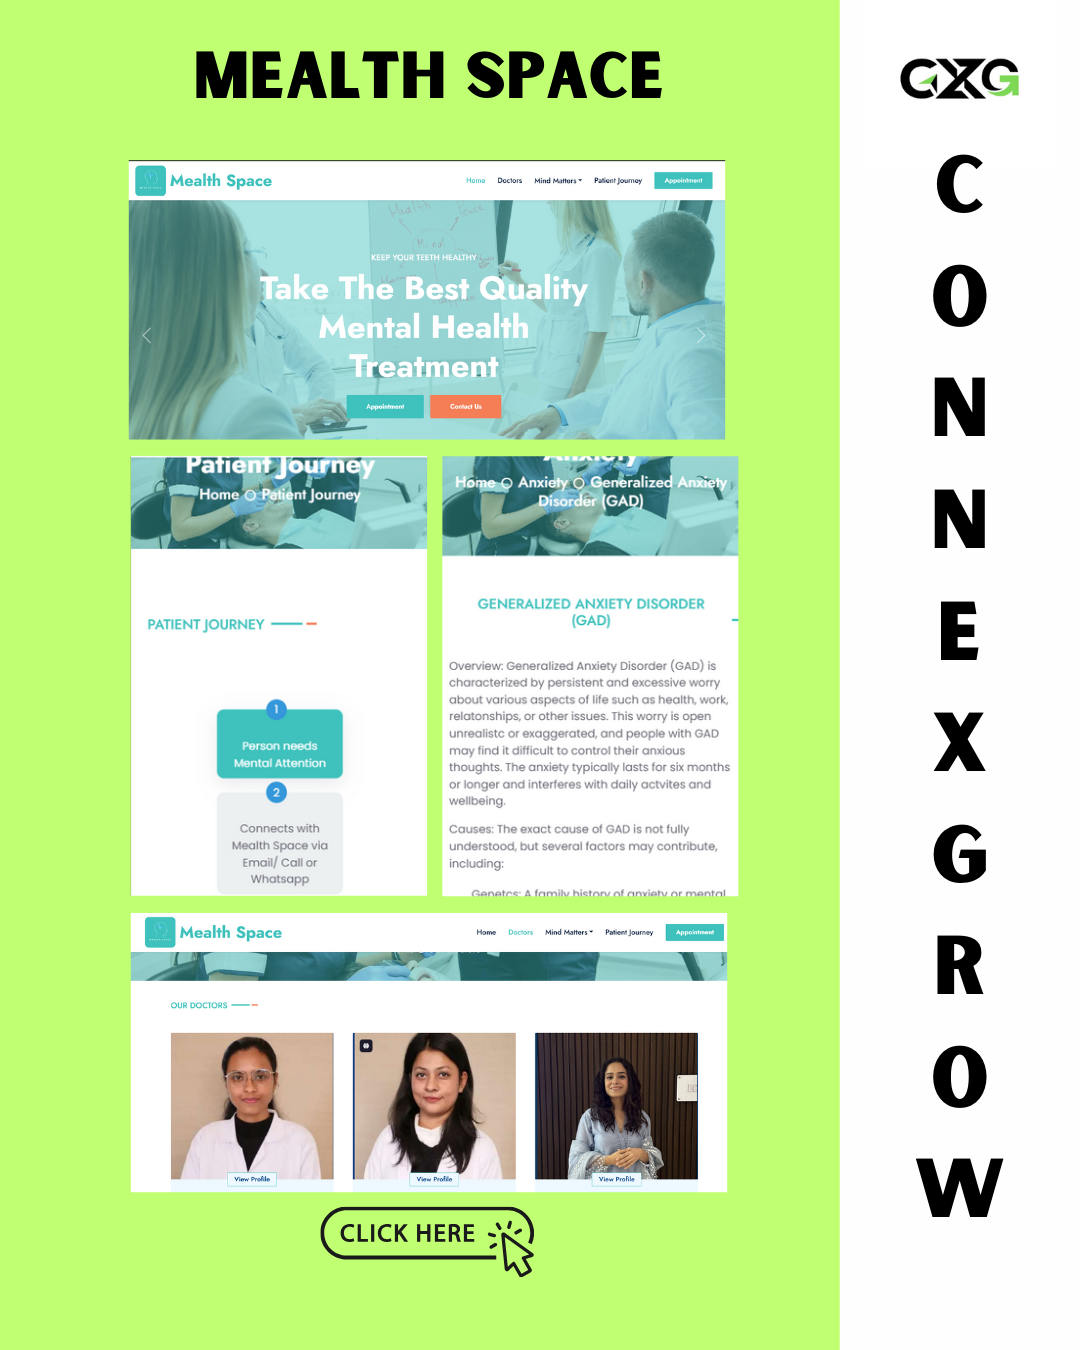 MEALTH SPACE
CXG
C
O
N
N
E
X
G
R
O
W
Mealth Space
Home Doctors Mind Matters Patient Journey Appointment
KEEP YOUR TEETH HEALTHY
Take The Best Quality
Mental Health
Treatment
Appointment Contact Us
Patient Journey
Home Patient Journey
PATIENT JOURNEY
1
Person needs
Mental Attention
2
Connects with
Mealth Space via
Email/ Call or
Whatsapp
Anxiety
Home Anxiety Generalized Anxiety
Disorder (GAD)
GENERALIZED ANXIETY DISORDER
(GAD)
Overview: Generalized Anxiety Disorder (GAD) is
characterized by persistent and excessive worry
about various aspects of life such as health, work,
relatonships, or other issues. This worry is open
unrealistc or exaggerated, and people with GAD
may find it difficult to control their anxious
thoughts. The anxiety typically lasts for six months
or longer and interferes with daily actvites and
wellbeing.
Causes: The exact cause of GAD is not fully
understood, but several factors may contribute,
including:
Genetcs: A family history of anxiety or mental
Mealth Space
Home Doctors Mind Matters Patient Journey Appointment
OUR DOCTORS
View Profile View Profile View Profile
CLICK HERE